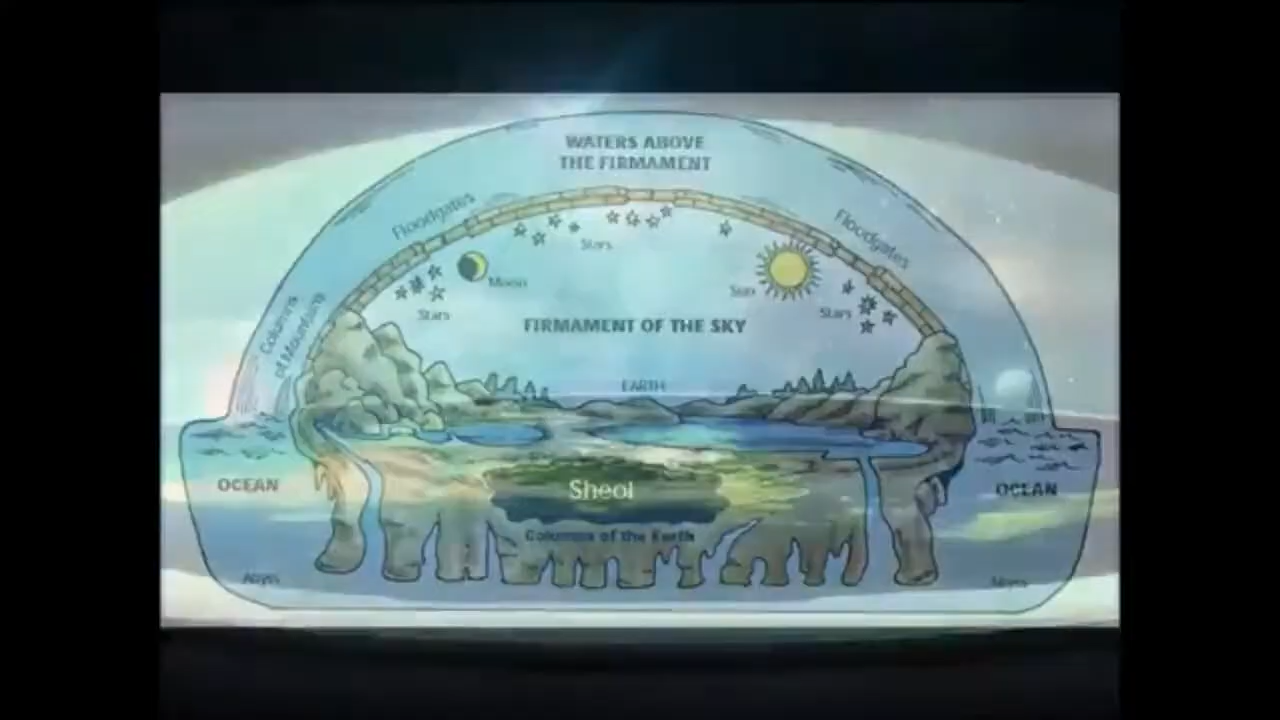 WATERS ABOVE
THE FIRMAMENT
Floodgates
Floodgates
Stars
Moon
Sun
Stars
Stars
Columns
of Mountains
FIRMAMENT OF THE SKY
EARTH
OCEAN
Sheol
OCEAN
Columns of the Earth
Abyss
Abyss